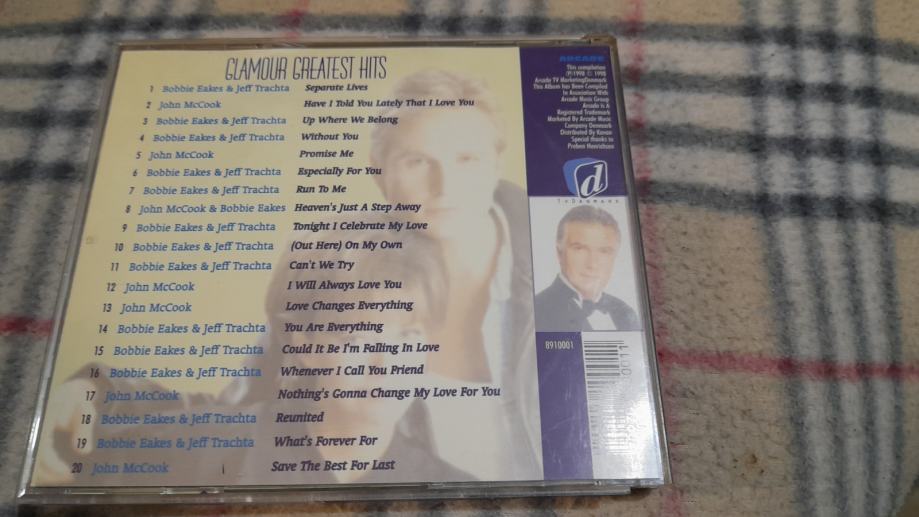 GLAMOUR GREATEST HITS
1 Bobbie Eakes & Jeff Trachta Separate Lives
2 John McCook Have I Told You Lately That I Love You
3 Bobbie Eakes & Jeff Trachta Up Where We Belong
4 Bobbie Eakes & Jeff Trachta Without You
5 John McCook Promise Me
6 Bobbie Eakes & Jeff Trachta Especially For You
7 Bobbie Eakes & Jeff Trachta Run To Me
8 John McCook & Bobbie Eakes Heaven's Just A Step Away
9 Bobbie Eakes & Jeff Trachta Tonight I Celebrate My Love
10 Bobbie Eakes & Jeff Trachta (Out Here) On My Own
11 Bobbie Eakes & Jeff Trachta Can't We Try
12 John McCook I Will Always Love You
13 John McCook Love Changes Everything
14 Bobbie Eakes & Jeff Trachta You Are Everything
15 Bobbie Eakes & Jeff Trachta Could It Be I'm Falling In Love
16 Bobbie Eakes & Jeff Trachta Whenever I Call You Friend
17 John McCook Nothing's Gonna Change My Love For You
18 Bobbie Eakes & Jeff Trachta Reunited
19 Bobbie Eakes & Jeff Trachta What's Forever For
20 John McCook Save The Best For Last
ARCADE
This compilation
(P)1998 © 1998
Arcade TV MarketingDenmark
This Album has Been Compiled
In Association With
Arcade Music Group
Arcade is A
Registered Trademark
Marketed By Arcade Music
Company Denmark
Distributed By Kavan
Special thanks to
Preben Henrichsen
d
TvDanmark
8910001